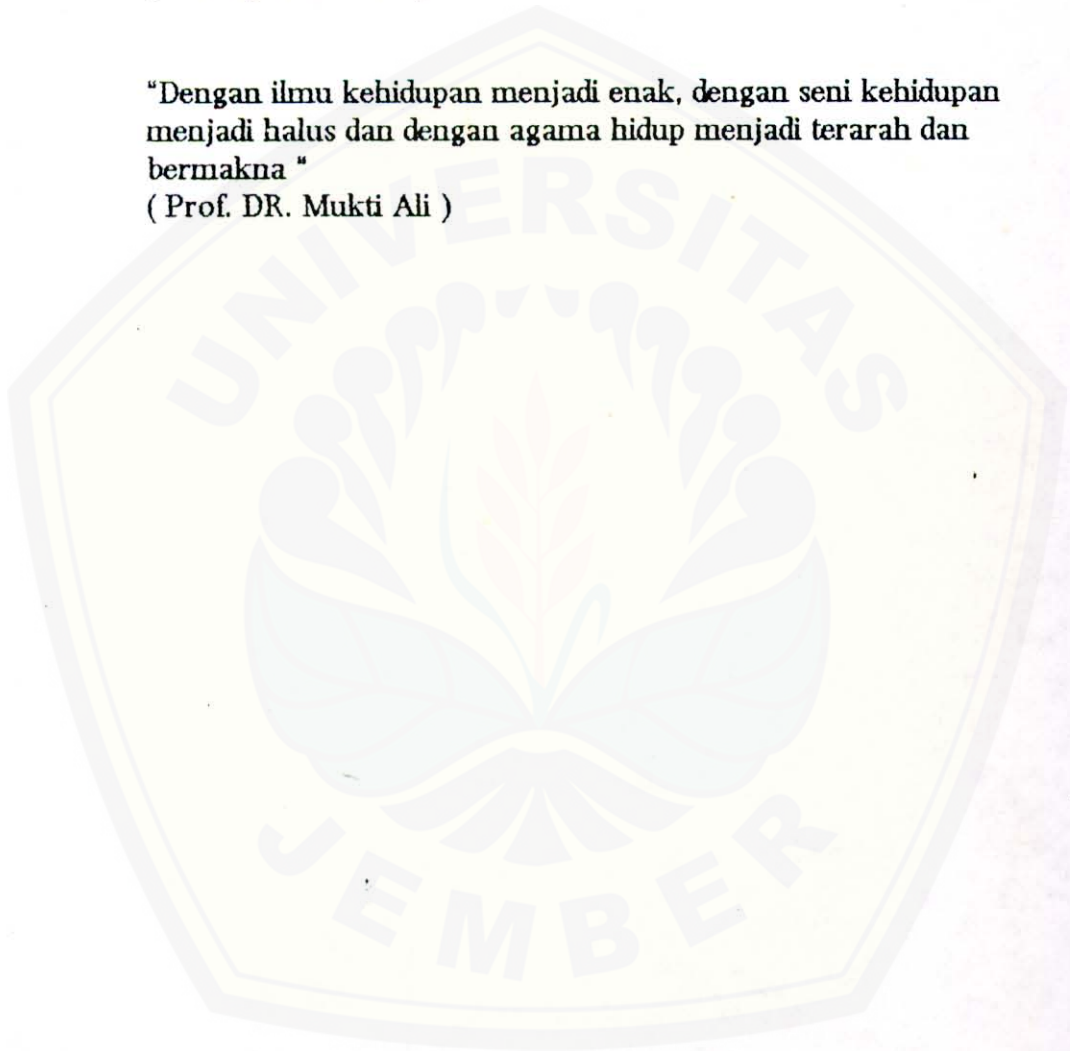 “Dengan ilmu kehidupan menjadi enak, dengan seni kehidupan
menjadi halus dan dengan agama hidup menjadi terarah dan
bermakna “
( Prof. DR. Mukti Ali )
UNIVERSITAS
JEMBER